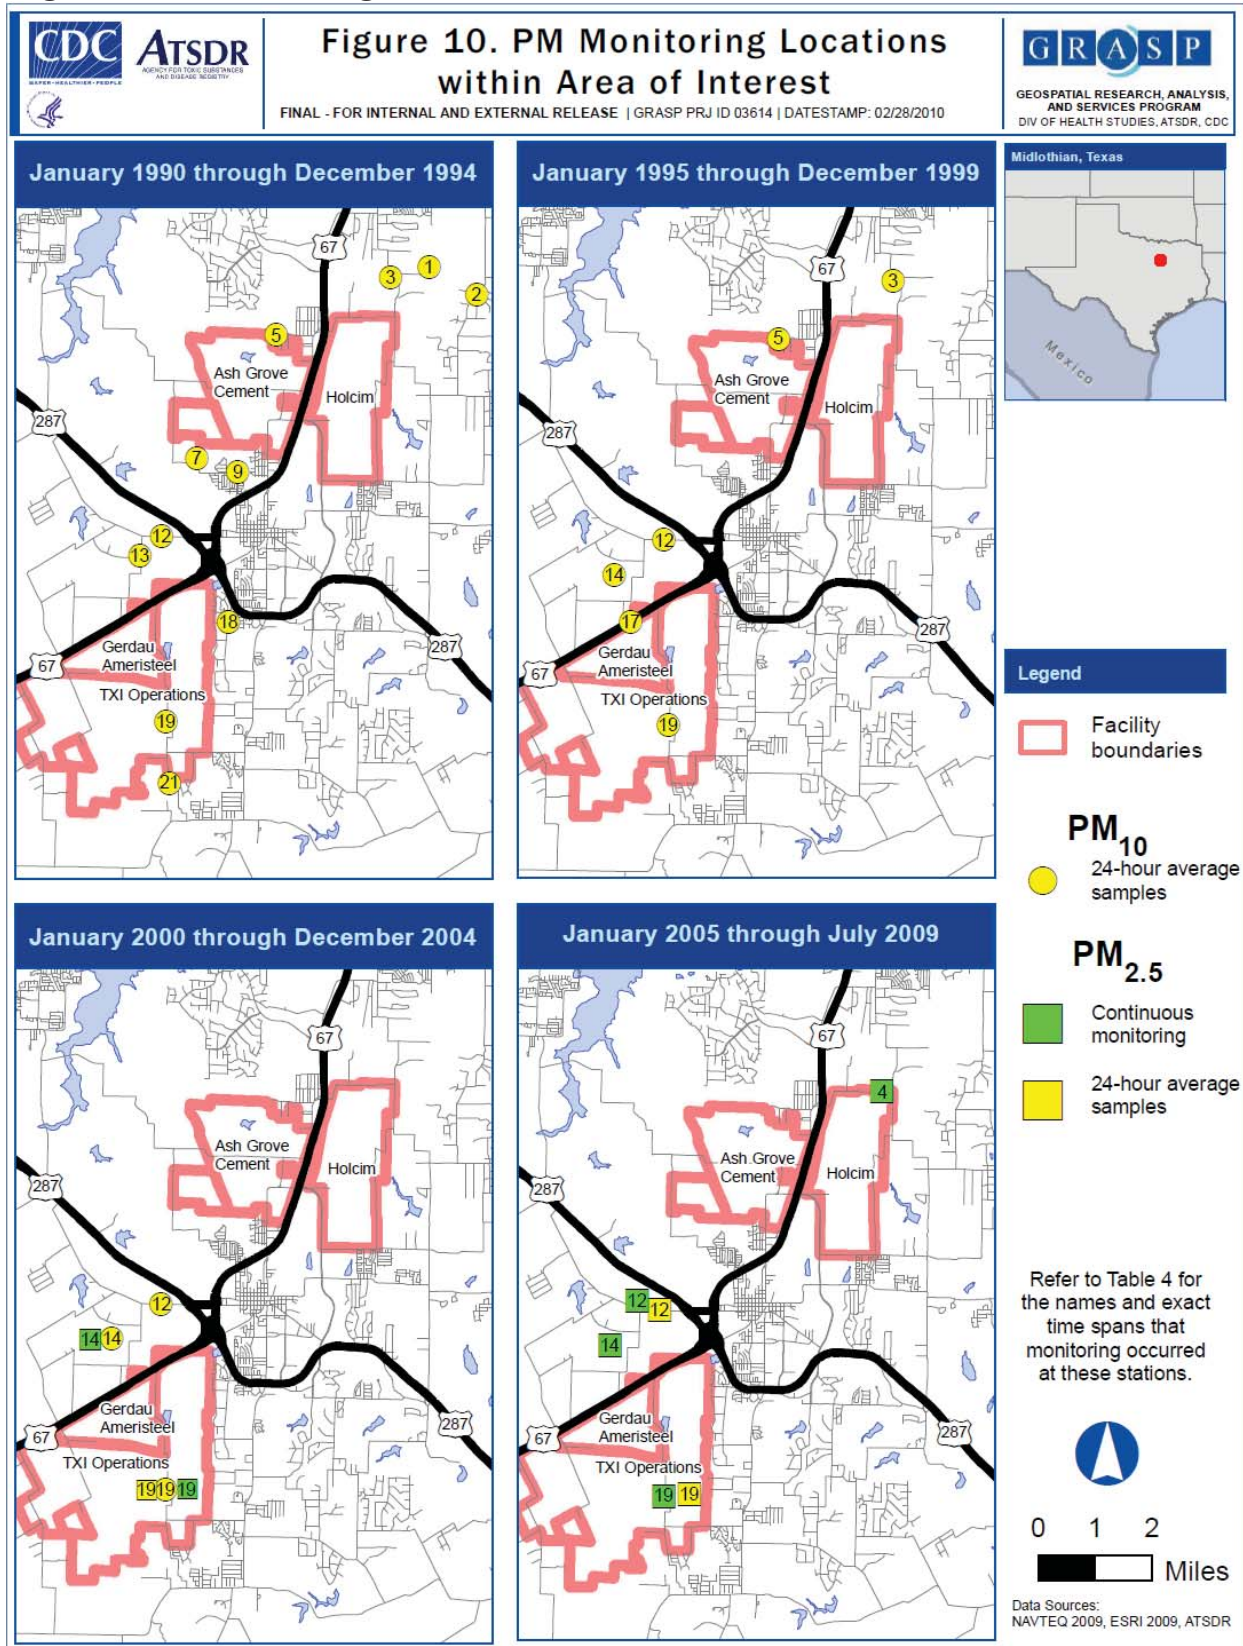 CDC
SAFER • HEALTHIER • PEOPLE
ATSDR
AGENCY FOR TOXIC SUBSTANCES
AND DISEASE REGISTRY
Figure 10. PM Monitoring Locations
within Area of Interest
FINAL - FOR INTERNAL AND EXTERNAL RELEASE | GRASP PRJ ID 03614 | DATESTAMP: 02/28/2010
GRASP
GEOSPATIAL RESEARCH, ANALYSIS,
AND SERVICES PROGRAM
DIV OF HEALTH STUDIES, ATSDR, CDC
January 1990 through December 1994
67
1
3
2
5
Ash Grove
Cement
Holcim
287
7
9
12
13
18
Gerdau
Ameristeel
67
287
TXI Operations
19
21
January 1995 through December 1999
67
3
5
Ash Grove
Cement
Holcim
287
12
14
17
287
Gerdau
Ameristeel
67
TXI Operations
19
Midlothian, Texas
Mexico
January 2000 through December 2004
67
Ash Grove
Cement
Holcim
287
12
14 14
Gerdau
Ameristeel
287
67
TXI Operations
19 19 19
January 2005 through July 2009
67
4
Ash Grove
Cement
Holcim
287
12 12
14
Gerdau
Ameristeel
287
67
TXI Operations
19 19
Legend
Facility
boundaries
PM10
24-hour average
samples
PM2.5
Continuous
monitoring
24-hour average
samples
Refer to Table 4 for
the names and exact
time spans that
monitoring occurred
at these stations.
0 1 2
Miles
Data Sources:
NAVTEQ 2009, ESRI 2009, ATSDR